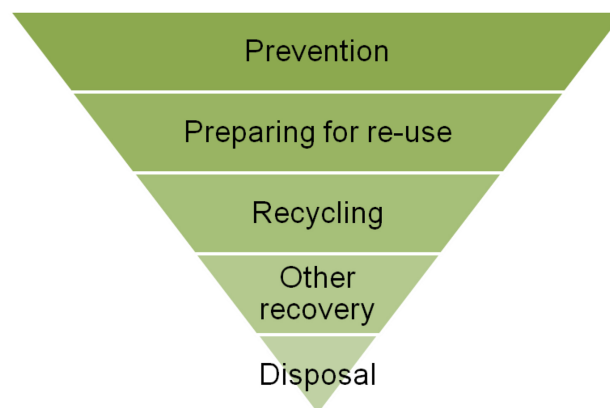 Prevention
Preparing for re-use
Recycling
Other
recovery
Disposal